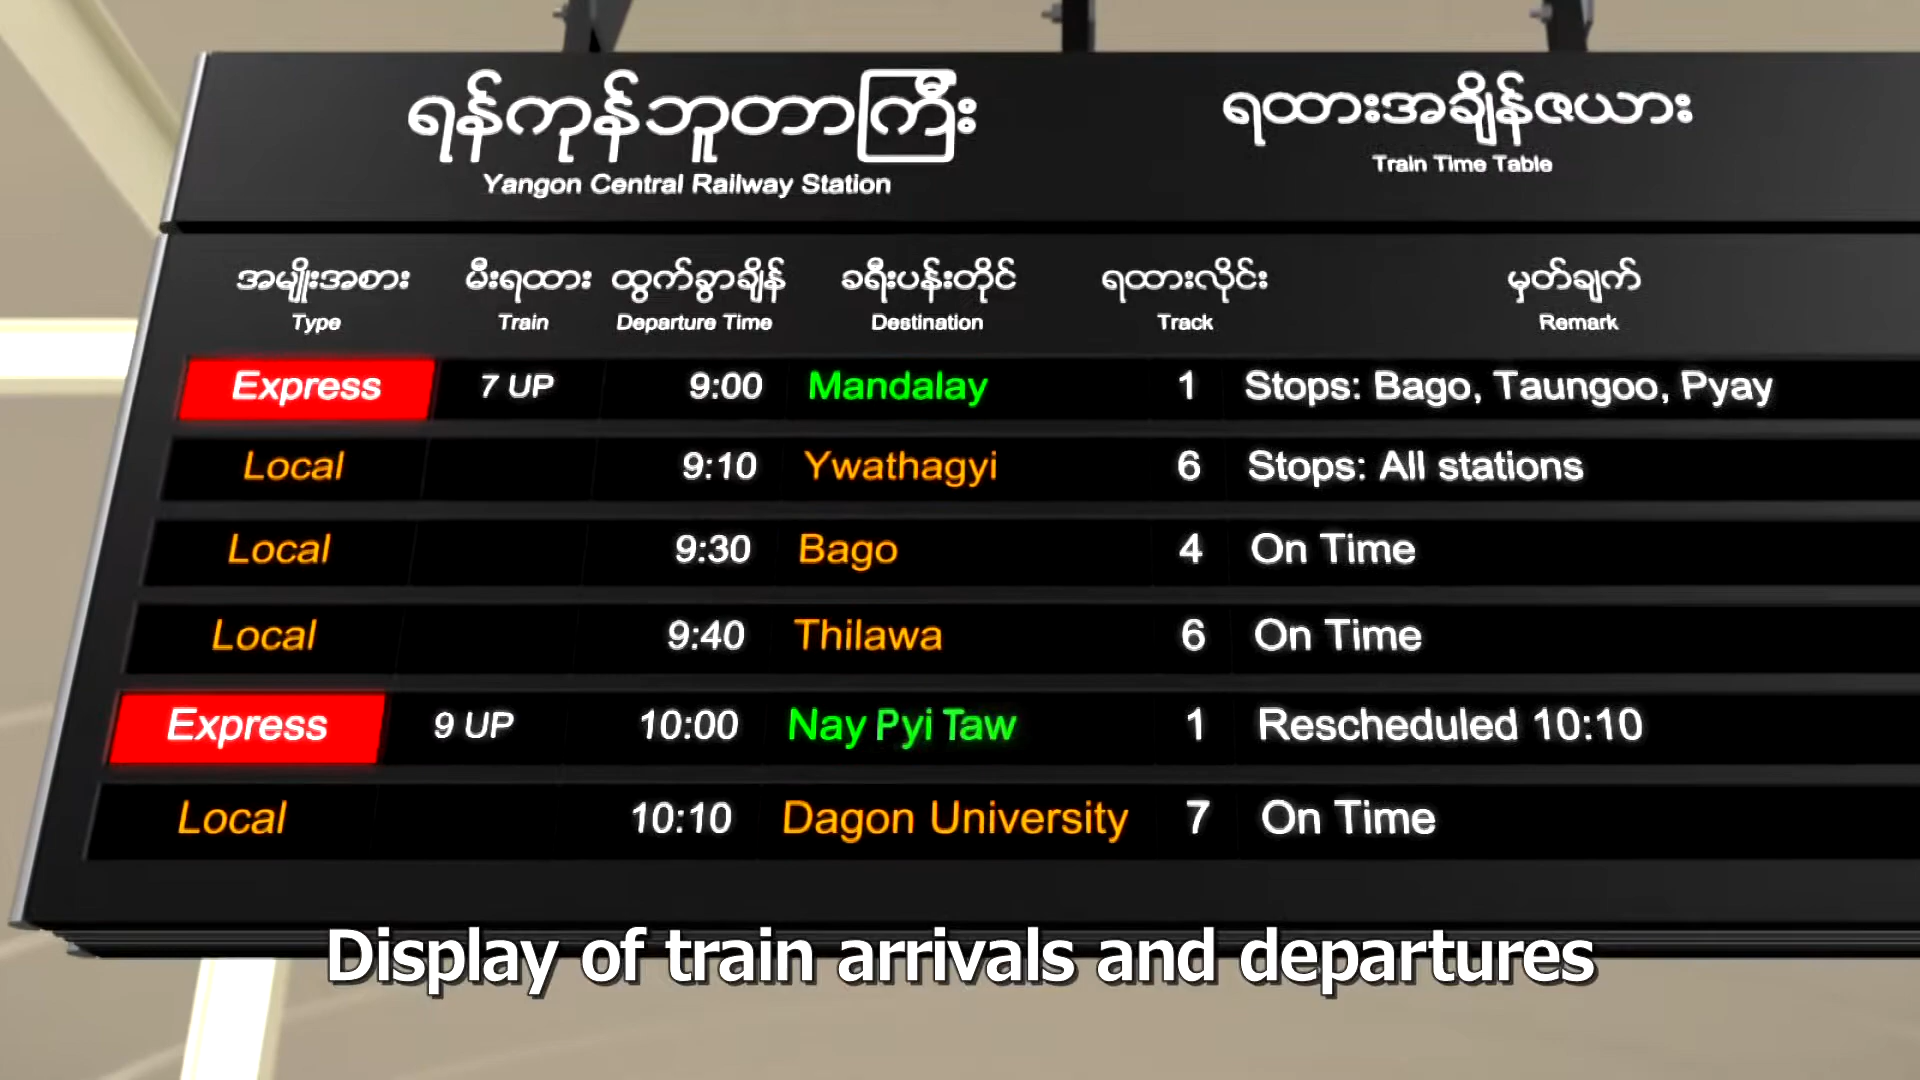 ရန်ကုန်ဘူတာကြီး
Yangon Central Railway Station
ရထားအချိန်ဇယား
Train Time Table
အမျိုးအစား မီးရထား ထွက်ခွာချိန် ခရီးပန်းတိုင် ရထားလိုင်း မှတ်ချက်
Type Train Departure Time Destination Track Remark
Express 7 UP 9:00 Mandalay 1 Stops: Bago, Taungoo, Pyay
Local 9:10 Ywathagyi 6 Stops: All stations
Local 9:30 Bago 4 On Time
Local 9:40 Thilawa 6 On Time
Express 9 UP 10:00 Nay Pyi Taw 1 Rescheduled 10:10
Local 10:10 Dagon University 7 On Time
Display of train arrivals and departures